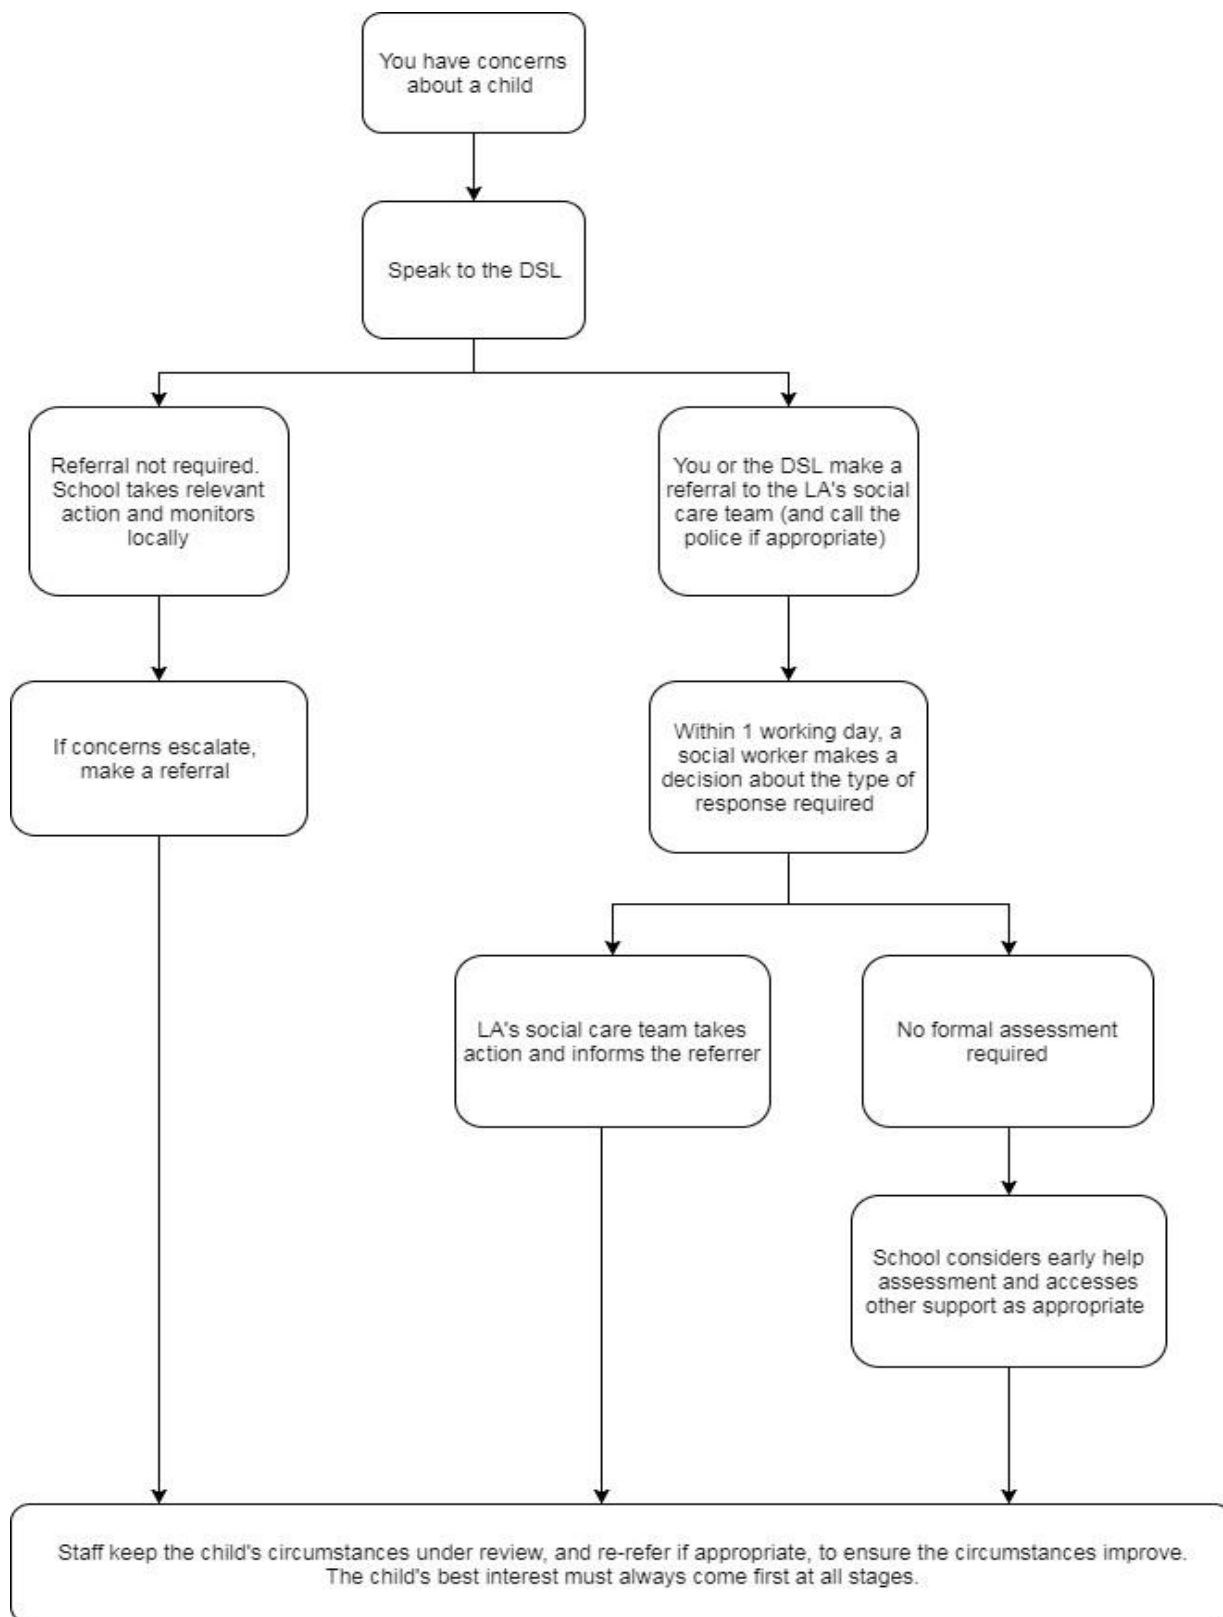 You have concerns
about a child
Speak to the DSL
Referral not required.
School takes relevant
action and monitors
locally
You or the DSL make a
referral to the LA's social
care team (and call the
police if appropriate)
If concerns escalate,
make a referral
Within 1 working day, a
social worker makes a
decision about the type of
response required
LA's social care team takes
action and informs the referrer
No formal assessment
required
School considers early help
assessment and accesses
other support as appropriate
Staff keep the child's circumstances under review, and re-refer if appropriate, to ensure the circumstances improve.
The child's best interest must always come first at all stages.